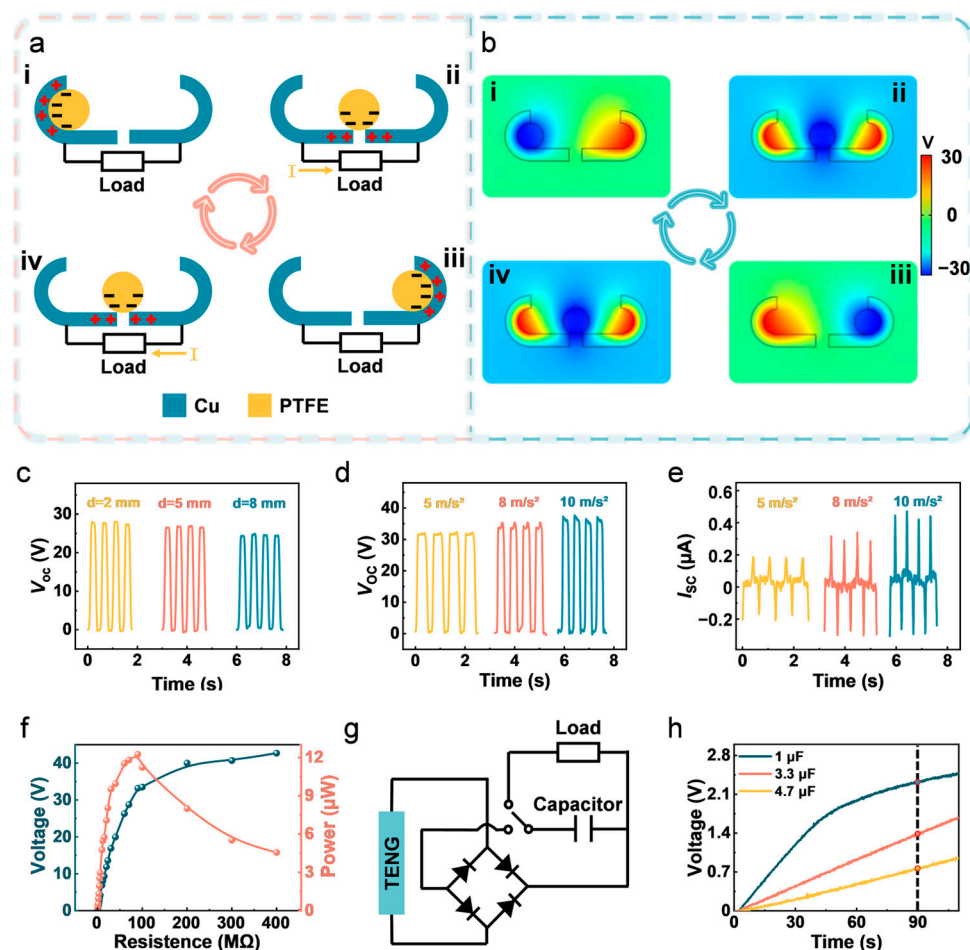 a
i
Load
ii
I
Load
iv
Load
I
iii
Load
Cu
PTFE
b
i
ii
V
30
0
−30
iv
iii
c
d=2 mm
d=5 mm
d=8 mm
30
20
10
0
Voc (V)
0 2 4 6 8
Time (s)
d
5 m/s²
8 m/s²
10 m/s²
40
30
20
10
0
Voc (V)
0 2 4 6 8
Time (s)
e
5 m/s²
8 m/s²
10 m/s²
0.6
0.4
0.2
0.0
−0.2
ISC (μA)
0 2 4 6 8
Time (s)
f
40
30
20
10
0
Voltage (V)
12
9
6
3
0
Power (μW)
0 100 200 300 400
Resistence (MΩ)
g
Load
Capacitor
TENG
h
2.8
2.1
1.4
0.7
0.0
Voltage (V)
1 μF
3.3 μF
4.7 μF
0 30 60 90
Time (s)